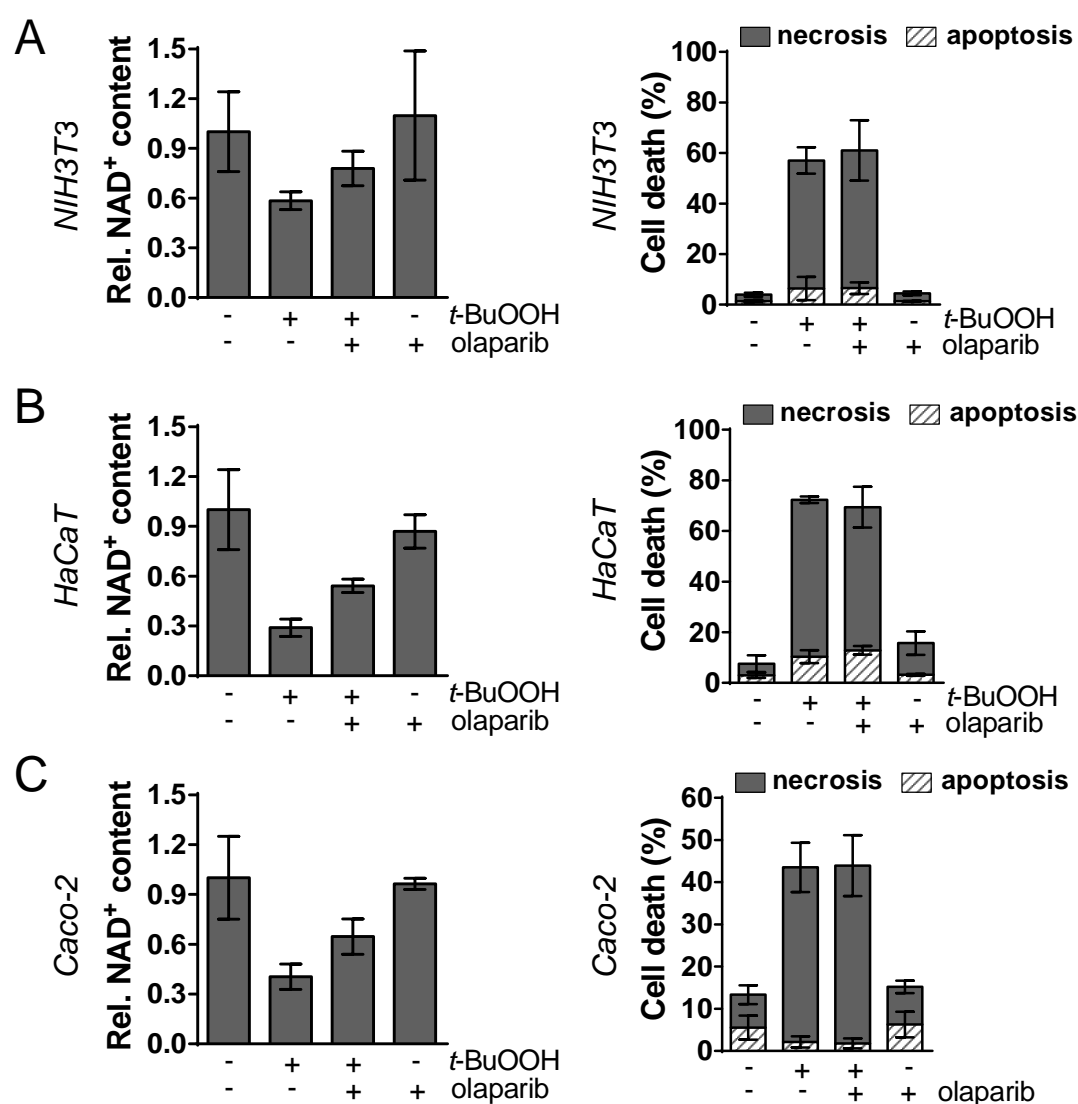 A
NIH3T3
Rel. NAD+ content
1.5
1.2
0.9
0.6
0.3
0.0
- + + - t-BuOOH
- - + + olaparib
necrosis apoptosis
NIH3T3
Cell death (%)
100
80
60
40
20
0
- + + - t-BuOOH
- - + + olaparib
B
HaCaT
Rel. NAD+ content
1.5
1.2
0.9
0.6
0.3
0.0
- + + - t-BuOOH
- - + + olaparib
necrosis apoptosis
HaCaT
Cell death (%)
100
80
60
40
20
0
- + + - t-BuOOH
- - + + olaparib
C
Caco-2
Rel. NAD+ content
1.5
1.2
0.9
0.6
0.3
0.0
- + + - t-BuOOH
- - + + olaparib
necrosis apoptosis
Caco-2
Cell death (%)
60
50
40
30
20
10
0
- + + -
- - + + olaparib